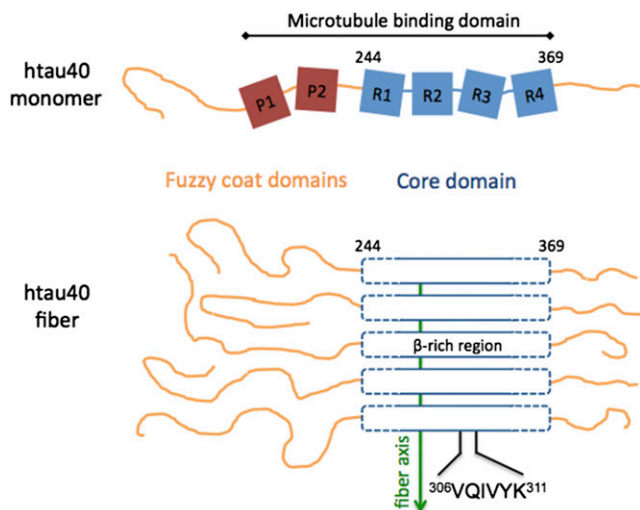 Microtubule binding domain
htau40
monomer
244
369
P1
P2
R1
R2
R3
R4
Fuzzy coat domains
Core domain
244
369
htau40
fiber
β-rich region
fiber axis
³⁰⁶VQIVYK³¹¹